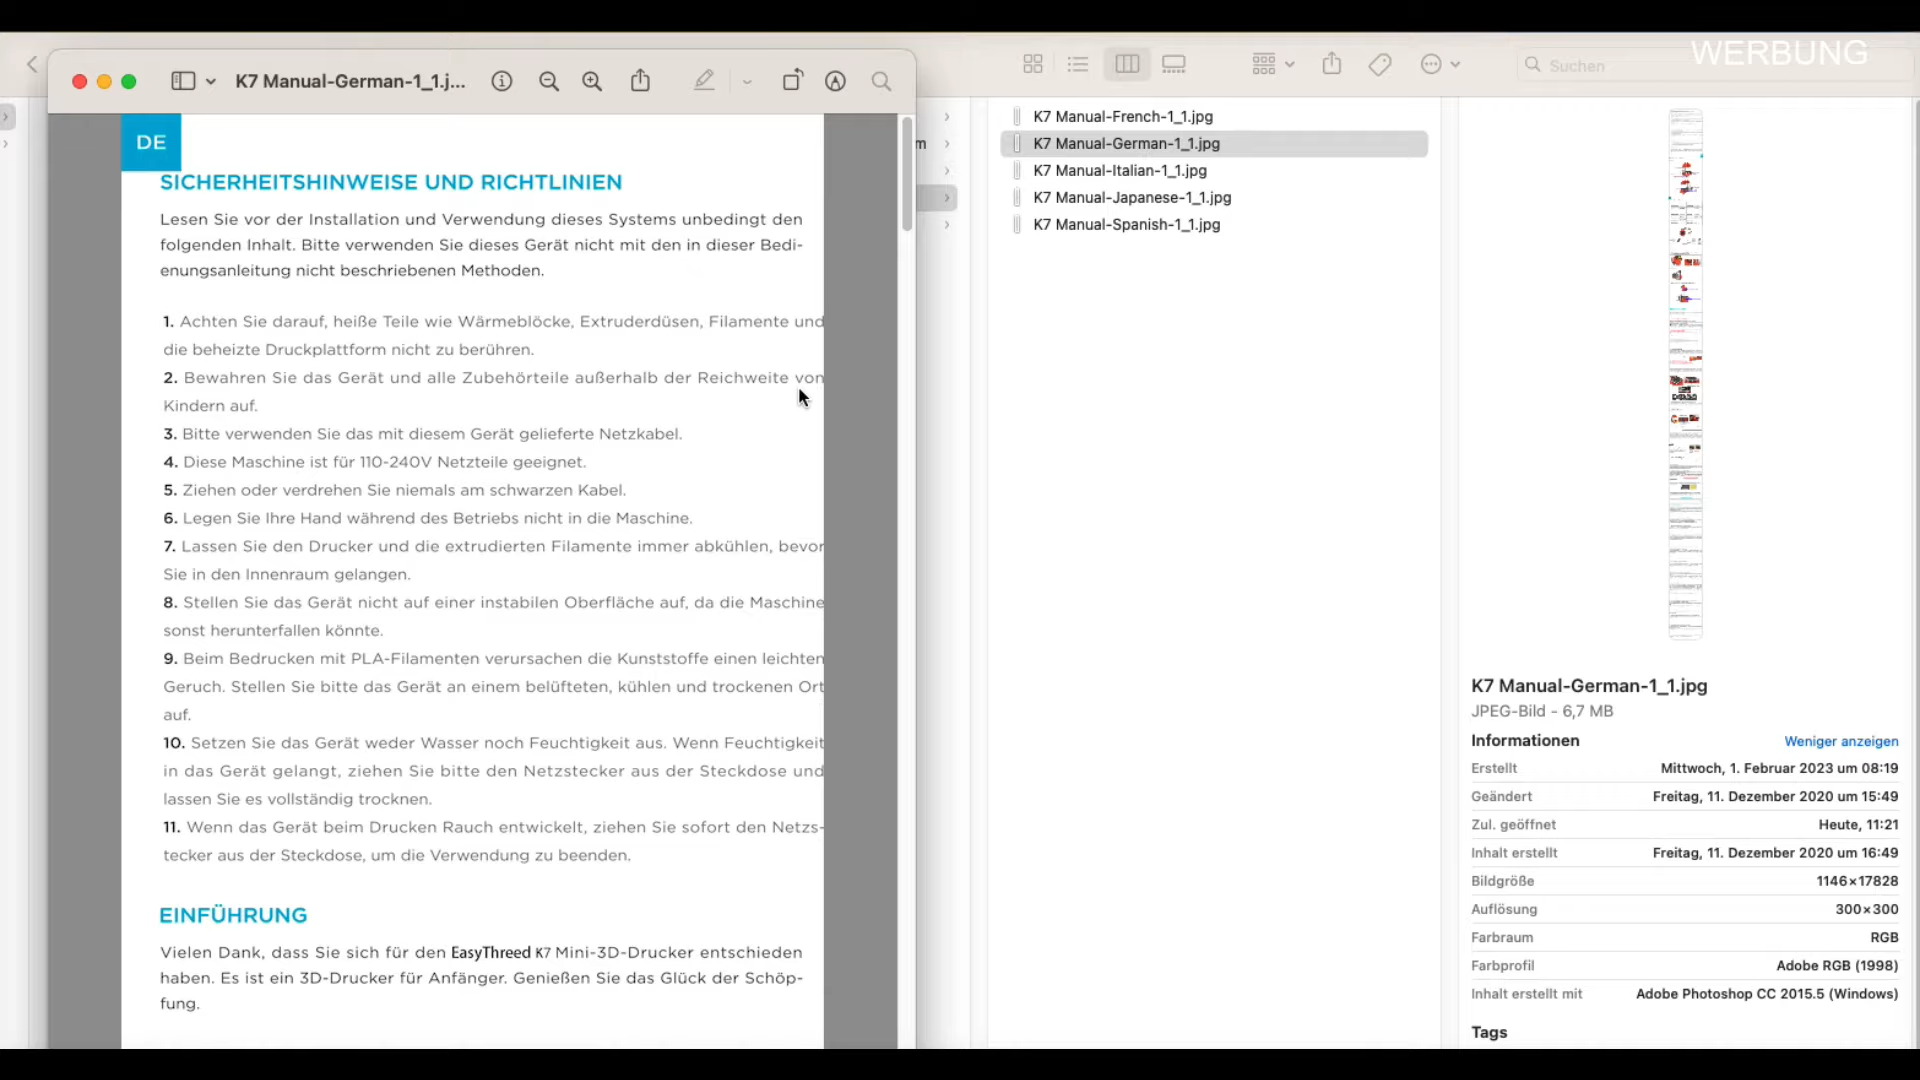 WERBUNG
K7 Manual-German-1_1.j...
Suchen
DE
SICHERHEITSHINWEISE UND RICHTLINIEN
Lesen Sie vor der Installation und Verwendung dieses Systems unbedingt den
folgenden Inhalt. Bitte verwenden Sie dieses Gerät nicht mit den in dieser Bedi-
enungsanleitung nicht beschriebenen Methoden.
1. Achten Sie darauf, heiße Teile wie Wärmeblöcke, Extruderdüsen, Filamente und
die beheizte Druckplattform nicht zu berühren.
2. Bewahren Sie das Gerät und alle Zubehörteile außerhalb der Reichweite von
Kindern auf.
3. Bitte verwenden Sie das mit diesem Gerät gelieferte Netzkabel.
4. Diese Maschine ist für 110-240V Netzteile geeignet.
5. Ziehen oder verdrehen Sie niemals am schwarzen Kabel.
6. Legen Sie Ihre Hand während des Betriebs nicht in die Maschine.
7. Lassen Sie den Drucker und die extrudierten Filamente immer abkühlen, bevor
Sie in den Innenraum gelangen.
8. Stellen Sie das Gerät nicht auf einer instabilen Oberfläche auf, da die Maschine
sonst herunterfallen könnte.
9. Beim Bedrucken mit PLA-Filamenten verursachen die Kunststoffe einen leichten
Geruch. Stellen Sie bitte das Gerät an einem belüfteten, kühlen und trockenen Ort
auf.
10. Setzen Sie das Gerät weder Wasser noch Feuchtigkeit aus. Wenn Feuchtigkeit
in das Gerät gelangt, ziehen Sie bitte den Netzstecker aus der Steckdose und
lassen Sie es vollständig trocknen.
11. Wenn das Gerät beim Drucken Rauch entwickelt, ziehen Sie sofort den Netzs-
tecker aus der Steckdose, um die Verwendung zu beenden.
EINFÜHRUNG
Vielen Dank, dass Sie sich für den EasyThreed K7 Mini-3D-Drucker entschieden
haben. Es ist ein 3D-Drucker für Anfänger. Genießen Sie das Glück der Schöp-
fung.
m
K7 Manual-French-1_1.jpg
K7 Manual-German-1_1.jpg
K7 Manual-Italian-1_1.jpg
K7 Manual-Japanese-1_1.jpg
K7 Manual-Spanish-1_1.jpg
K7 Manual-German-1_1.jpg
JPEG-Bild - 6,7 MB
Informationen Weniger anzeigen
Erstellt Mittwoch, 1. Februar 2023 um 08:19
Geändert Freitag, 11. Dezember 2020 um 15:49
Zul. geöffnet Heute, 11:21
Inhalt erstellt Freitag, 11. Dezember 2020 um 16:49
Bildgröße 1146×17828
Auflösung 300×300
Farbraum RGB
Farbprofil Adobe RGB (1998)
Inhalt erstellt mit Adobe Photoshop CC 2015.5 (Windows)
Tags